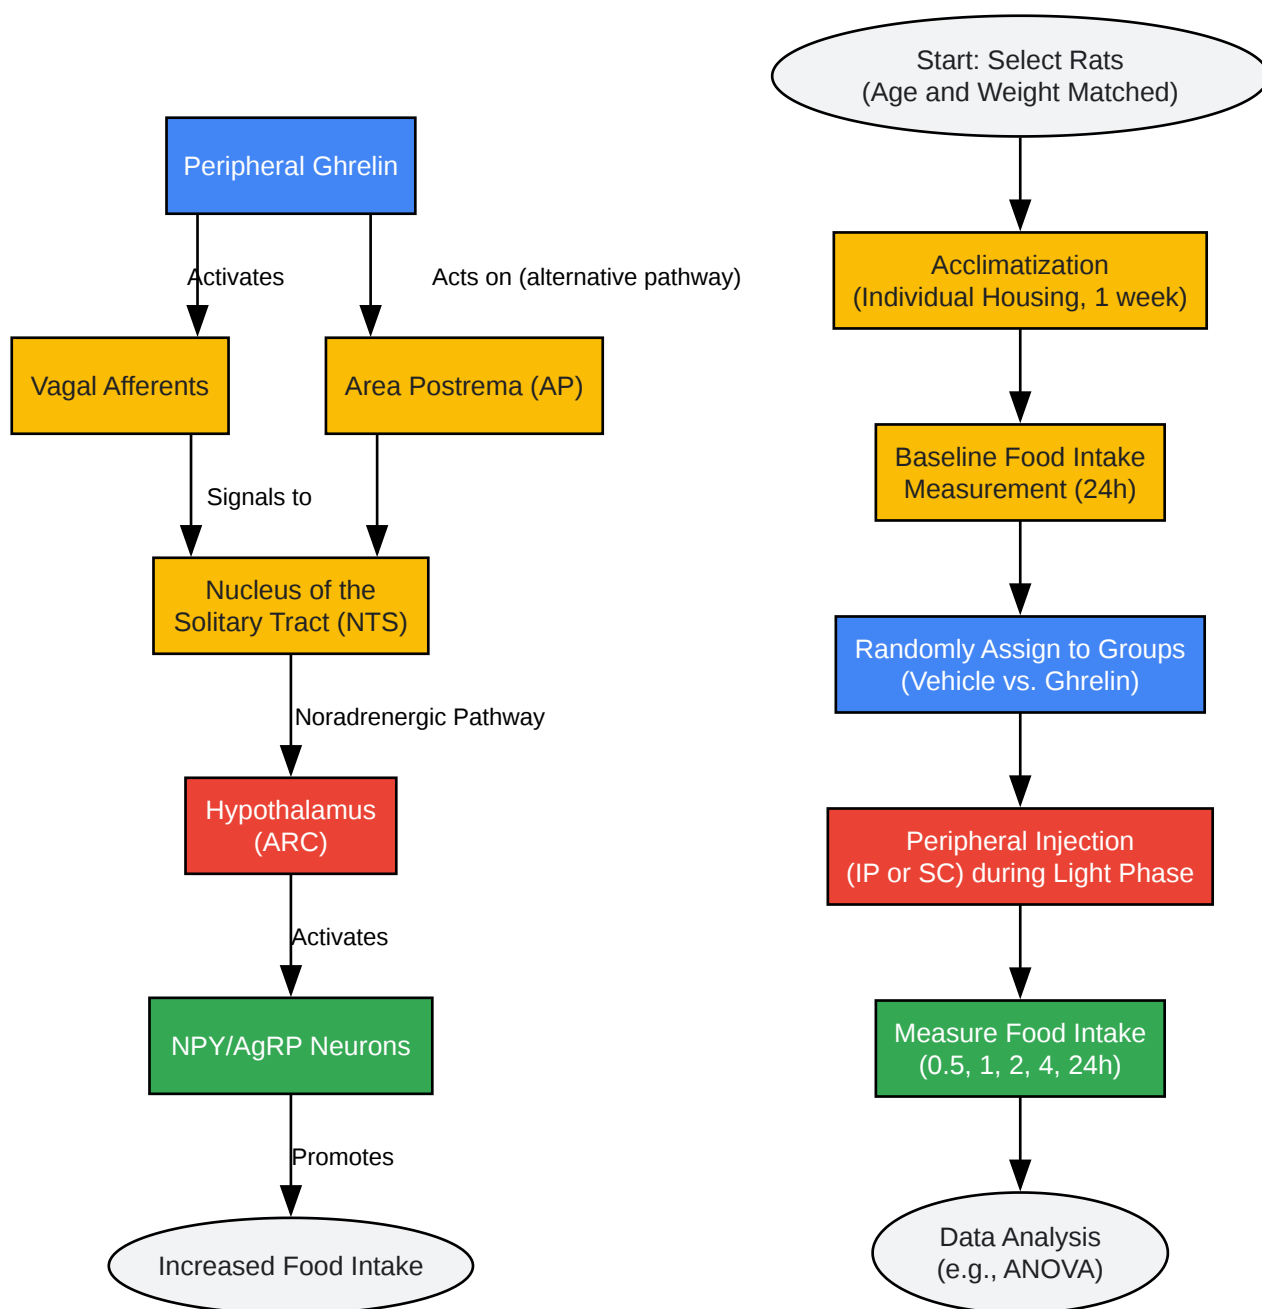 Peripheral Ghrelin
Activates
Acts on (alternative pathway)
Vagal Afferents
Area Postrema (AP)
Signals to
Nucleus of the
Solitary Tract (NTS)
Noradrenergic Pathway
Hypothalamus
(ARC)
Activates
NPY/AgRP Neurons
Promotes
Increased Food Intake
Start: Select Rats
(Age and Weight Matched)
Acclimatization
(Individual Housing, 1 week)
Baseline Food Intake
Measurement (24h)
Randomly Assign to Groups
(Vehicle vs. Ghrelin)
Peripheral Injection
(IP or SC) during Light Phase
Measure Food Intake
(0.5, 1, 2, 4, 24h)
Data Analysis
(e.g., ANOVA)